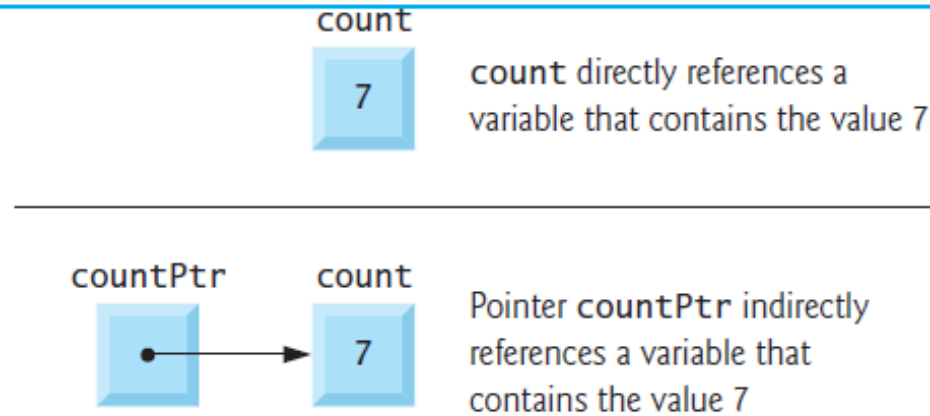 count
7
count directly references a
variable that contains the value 7
countPtr
count
7
Pointer countPtr indirectly
references a variable that
contains the value 7